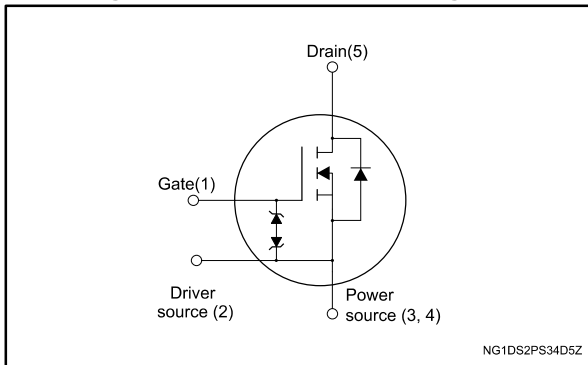 Drain(5)
Gate(1)
Driver
source (2)
Power
source (3, 4)
NG1DS2PS34D5Z